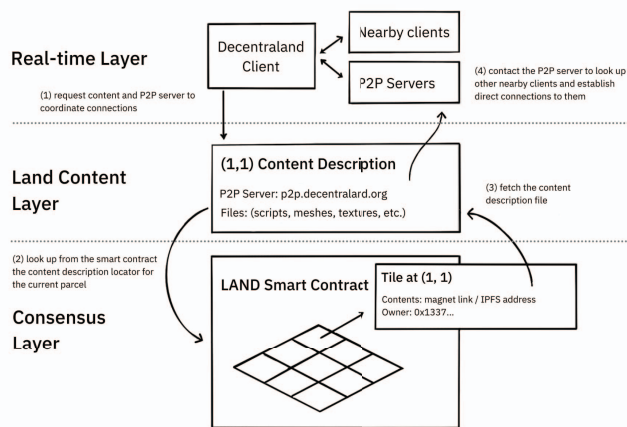 Real-time Layer
Decentraland
Client
Nearby clients
P2P Servers
(1) request content and P2P server to
coordinate connections
(4) contact the P2P server to look up
other nearby clients and establish
direct connections to them
Land Content
Layer
(1,1) Content Description
P2P Server: p2p.decentralard.org
Files: (scripts, meshes, textures, etc.)
(3) fetch the content
description file
(2) look up from the smart contract
the content description locator for
the current parcel
Consensus
Layer
LAND Smart Contract
Tile at (1, 1)
Contents: magnet link / IPFS address
Owner: 0x1337...